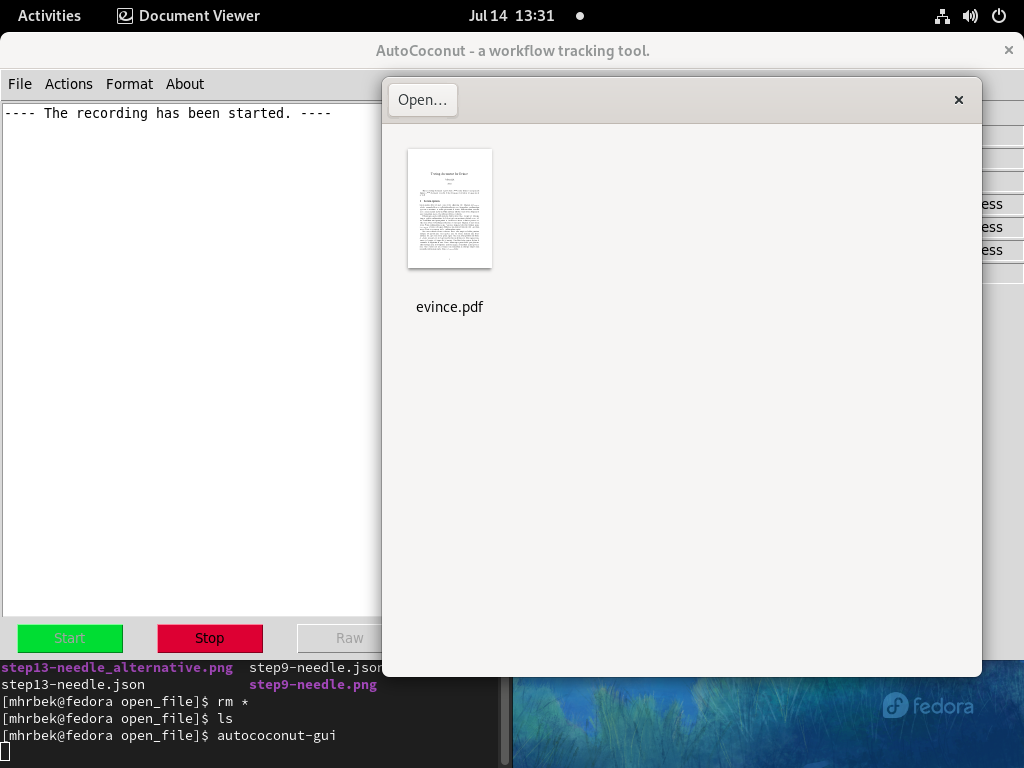 Activities Document Viewer Jul 14 13:31
AutoCoconut - a workflow tracking tool.
File Actions Format About
---- The recording has been started. ----
Open...
evince.pdf
ess
ess
ess
Start Stop Raw
step13-needle_alternative.png step9-needle.json
step13-needle.json step9-needle.png
[mhrbek@fedora open_file]$ rm *
[mhrbek@fedora open_file]$ ls
[mhrbek@fedora open_file]$ autococonut-gui
fedora